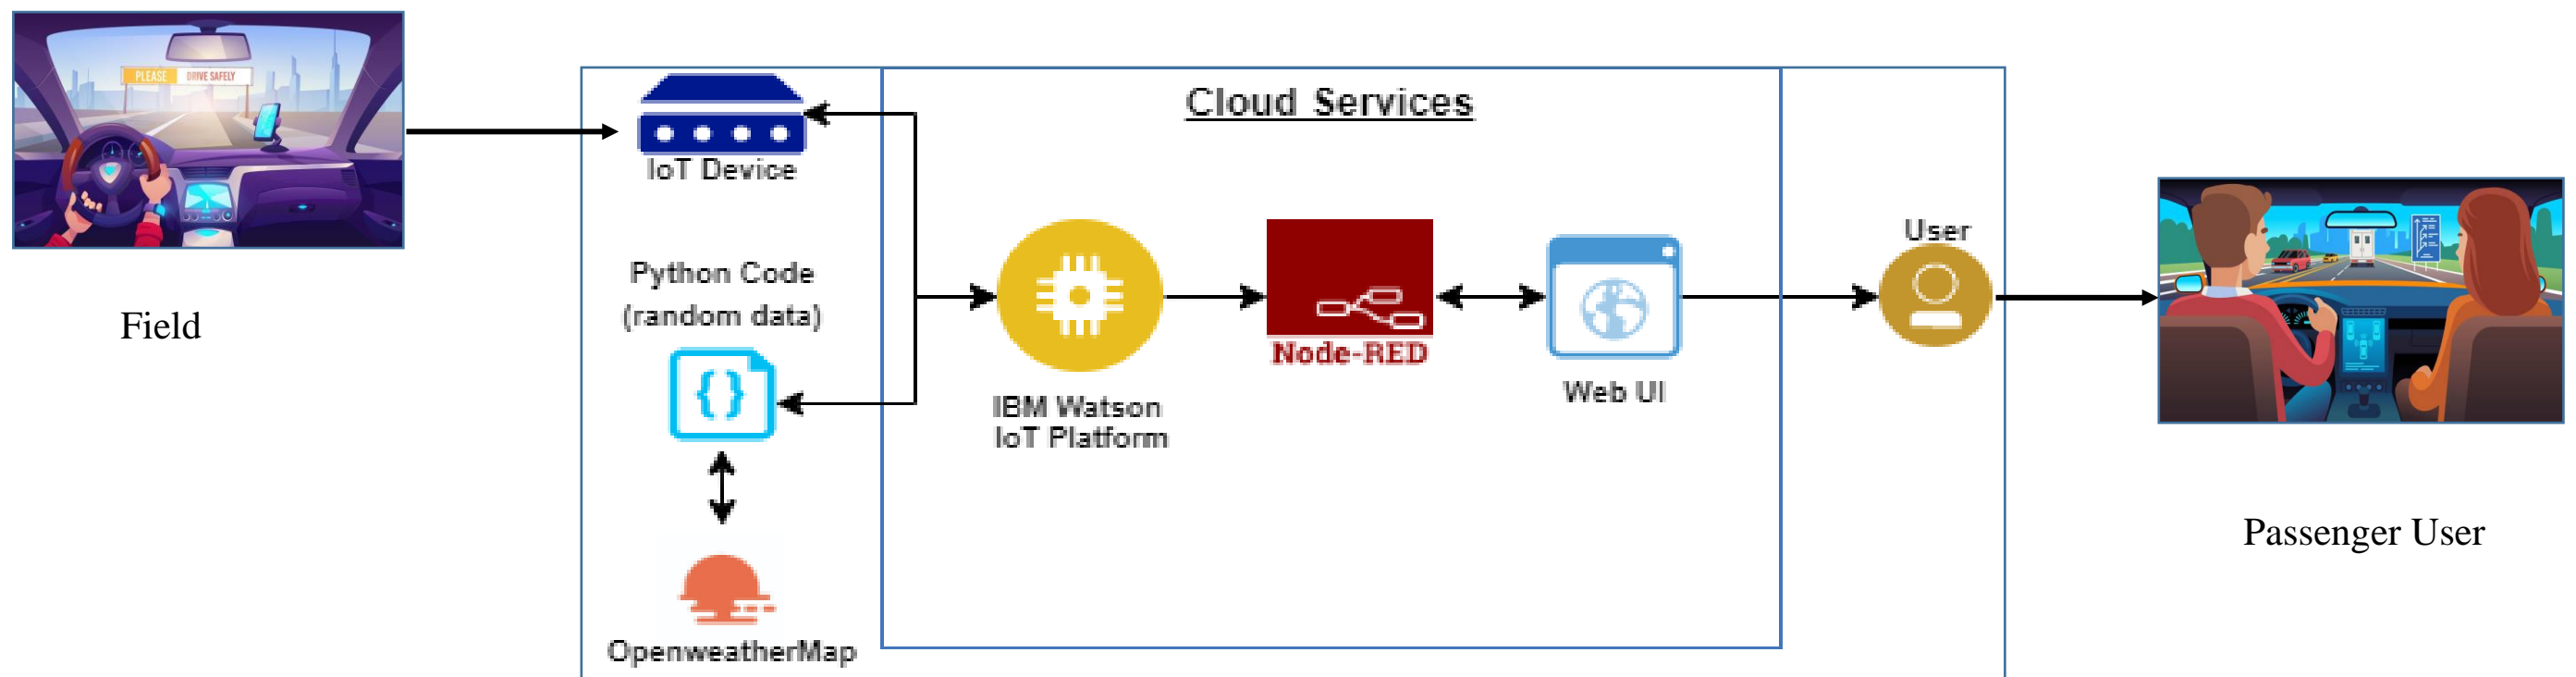 PLEASE DRIVE SAFELY
Field
IoT Device
Python Code
(random data)
OpenweatherMap
Cloud Services
IBM Watson
IoT Platform
Node-RED
Web UI
User
Passenger User